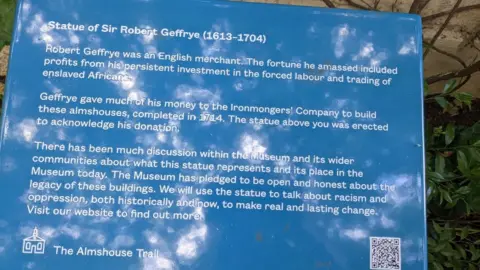 Statue of Sir Robert Geffrye (1613–1704)
Robert Geffrye was an English merchant. The fortune he amassed included
profits from his persistent investment in the forced labour and trading of
enslaved Africans.
Geffrye gave much of his money to the Ironmongers' Company to build
these almshouses, completed in 1714. The statue above you was erected
to acknowledge his donation.
There has been much discussion within the Museum and its wider
communities about what this statue represents and its place in the
Museum today. The Museum has pledged to be open and honest about the
legacy of these buildings. We will use the statue to talk about racism and
oppression, both historically and now, to make real and lasting change.
Visit our website to find out more.
The Almshouse Trail